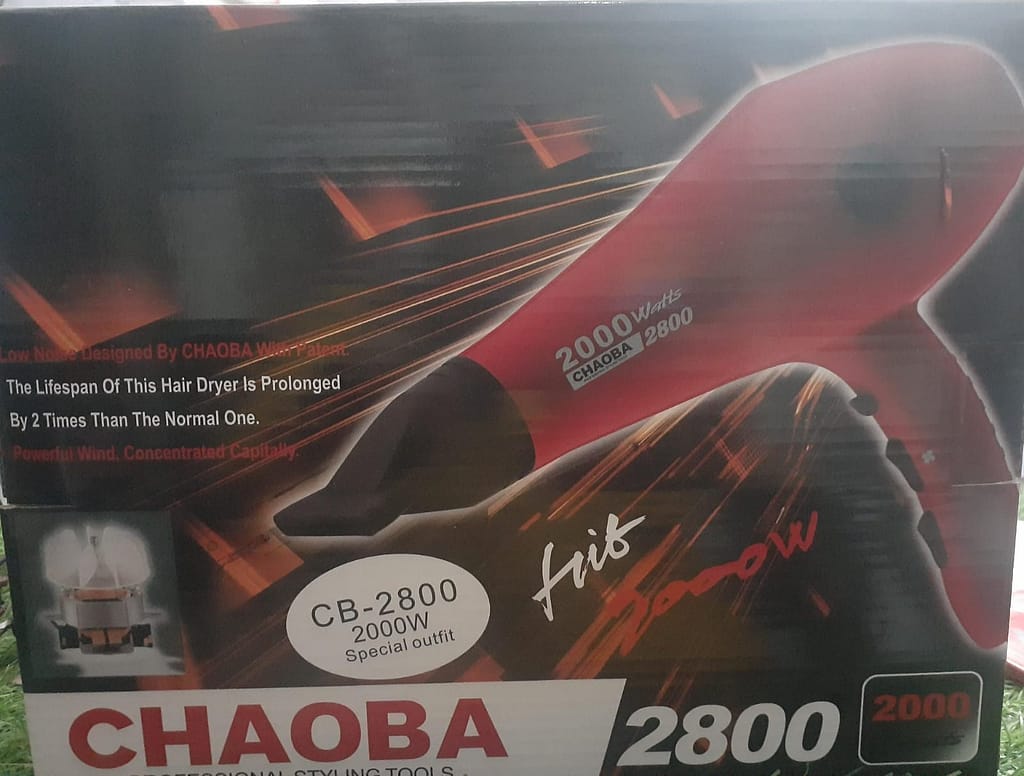 2000Watts
CHAOBA 2800
Low Noise Designed By CHAOBA With Patent.
The Lifespan Of This Hair Dryer Is Prolonged
By 2 Times Than The Normal One.
Powerful Wind, Concentrated Capitally.
2000W
CB-2800
2000W
Special outfit
CHAOBA
2800
2000
PROFESSIONAL STYLING TOOLS